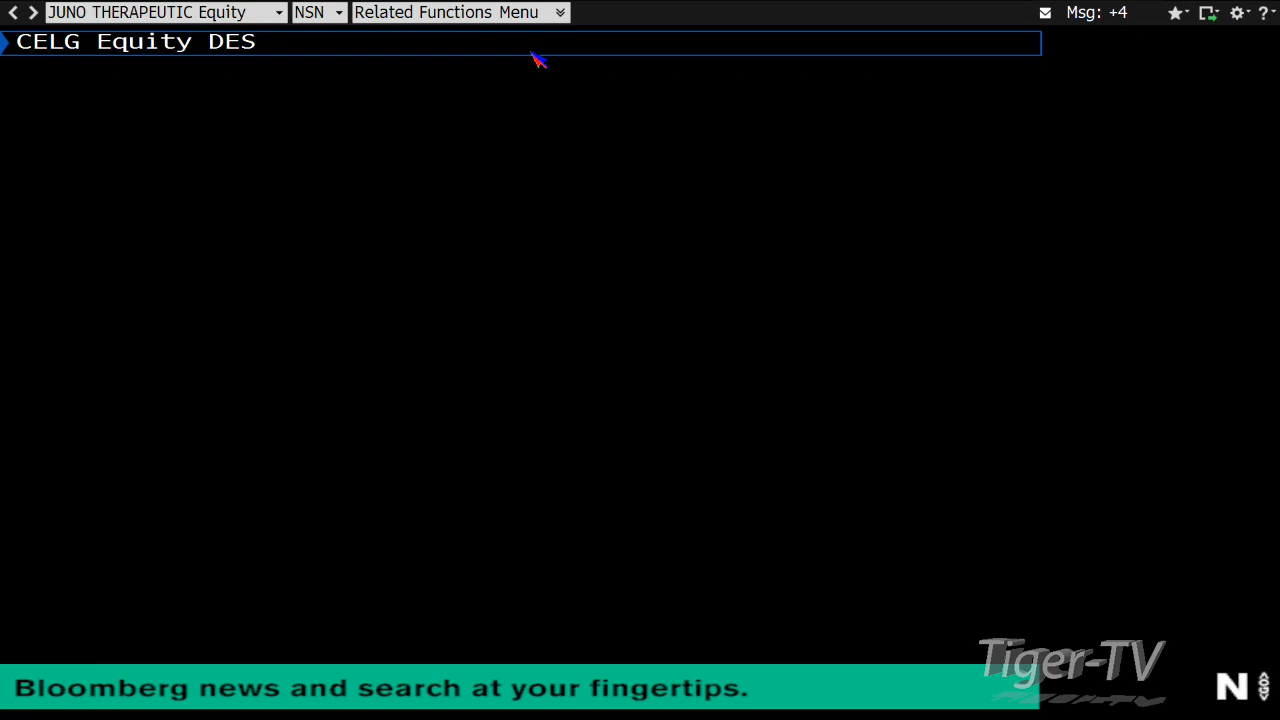 JUNO THERAPEUTIC Equity NSN Related Functions Menu Msg: +4 ?
CELG Equity DES
Tiger-TV
Bloomberg news and search at your fingertips.
N